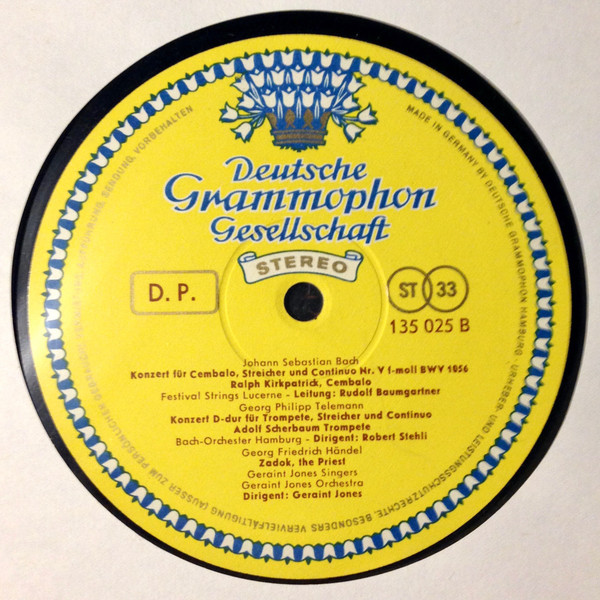 Deutsche
Grammophon
Gesellschaft
STEREO
D. P.
ST 33
135 025 B
Johann Sebastian Bach
Konzert für Cembalo, Streicher und Continuo Nr. V f-moll BWV 1056
Ralph Kirkpatrick, Cembalo
Festival Strings Lucerne – Leitung: Rudolf Baumgartner
Georg Philipp Telemann
Konzert D-dur für Trompete, Streicher und Continuo
Adolf Scherbaum Trompete
Bach-Orchester Hamburg – Dirigent: Robert Stehli
Georg Friedrich Händel
Zadok, the Priest
Geraint Jones Singers
Geraint Jones Orchestra
Dirigent: Geraint Jones
MADE IN GERMANY BY DEUTSCHE GRAMMOPHON HAMBURG. URHEBER- UND LEISTUNGSSCHUTZRECHTE, BESONDERS VERVIELFÄLTIGUNG (AUSSER ZUM PERSÖNLICHEN SENDUNG, VORBEHALTEN